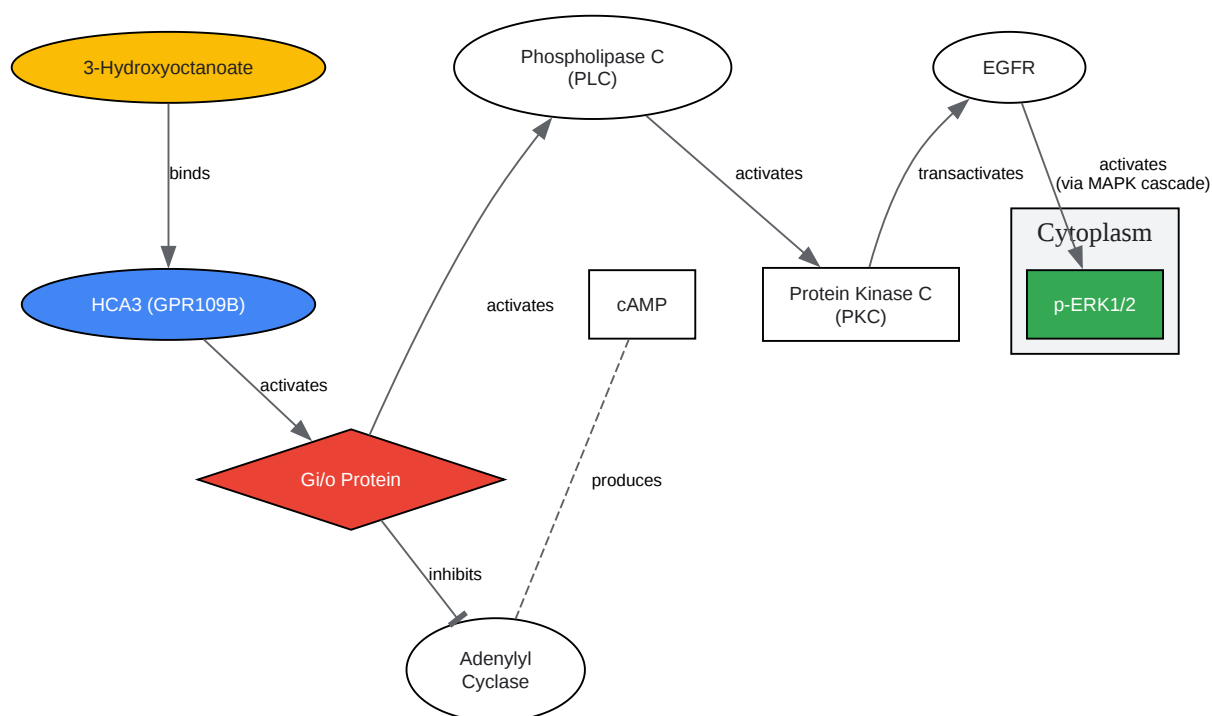 3-Hydroxyoctanoate
Phospholipase C
(PLC)
EGFR
binds
activates
transactivates
activates
(via MAPK cascade)
Cytoplasm
HCA3 (GPR109B)
activates
cAMP
Protein Kinase C
(PKC)
p-ERK1/2
activates
Gi/o Protein
produces
inhibits
Adenylyl
Cyclase